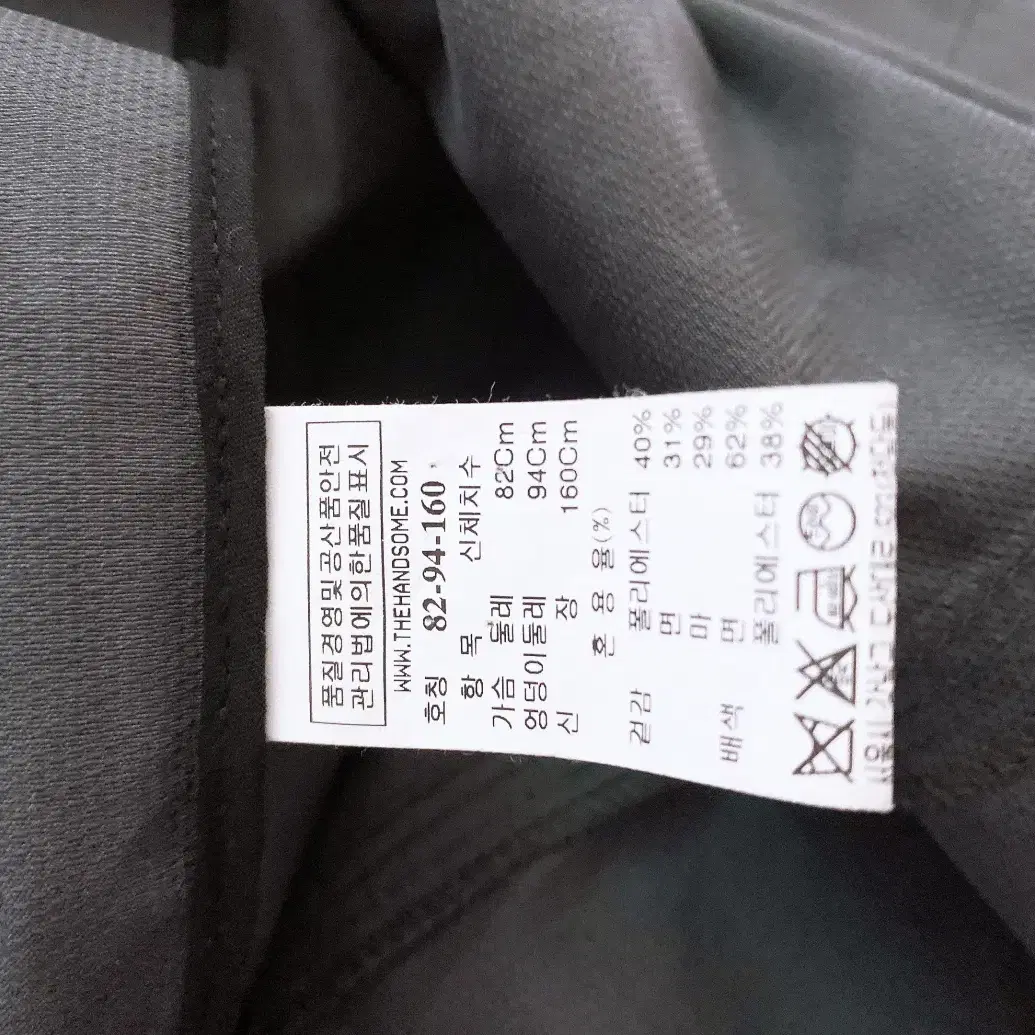 품질경영및공산품안전
관리법에의한품질표시
WWW.THEHANDSOME.COM
호칭 82-94-160
항 목 신체치수
가슴 둘레 82Cm
엉덩이둘레 94Cm
신 장 160Cm
혼 용 율(%)
겉감 폴리에스터 40%
면 31%
마 29%
배색 면 62%
폴리에스터 38%